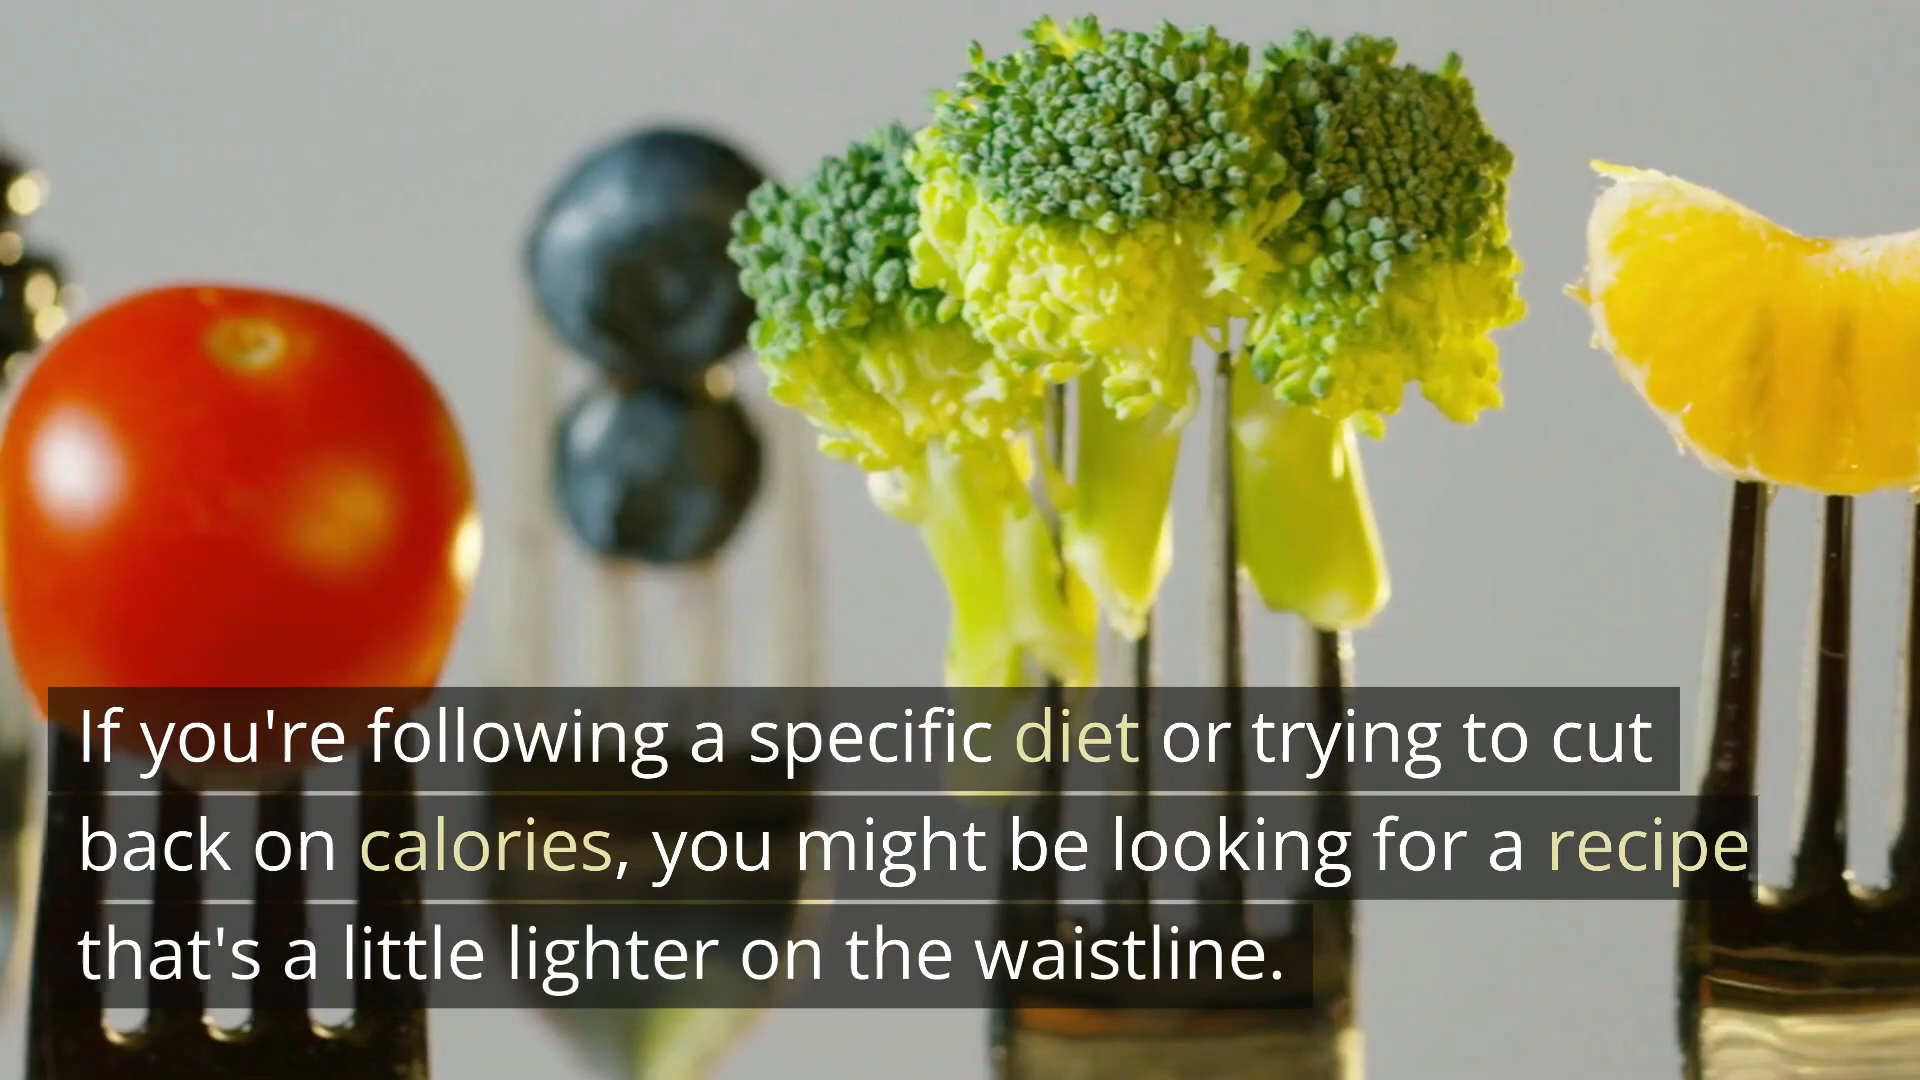 If you're following a specific diet or trying to cut
back on calories, you might be looking for a recipe
that's a little lighter on the waistline.